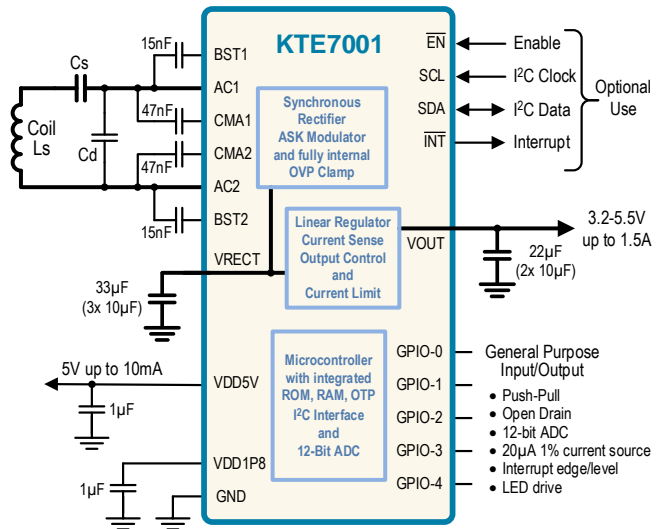 KTE7001
15nF
BST1
Cs
AC1
47nF
CMA1
Coil
Ls
Cd
47nF
CMA2
AC2
15nF
BST2
VRECT
33µF
(3x 10µF)
5V up to 10mA
VDD5V
1µF
VDD1P8
1µF
GND
Synchronous
Rectifier
ASK Modulator
and fully internal
OVP Clamp
Linear Regulator
Current Sense
Output Control
and
Current Limit
Microcontroller
with integrated
ROM, RAM, OTP
I²C Interface
and
12-Bit ADC
EN
Enable
SCL
I²C Clock
SDA
I²C Data
INT
Interrupt
Optional
Use
VOUT
3.2-5.5V
up to 1.5A
22µF
(2x 10µF)
GPIO-0
GPIO-1
GPIO-2
GPIO-3
GPIO-4
General Purpose
Input/Output
• Push-Pull
• Open Drain
• 12-bit ADC
• 20µA 1% current source
• Interrupt edge/level
• LED drive